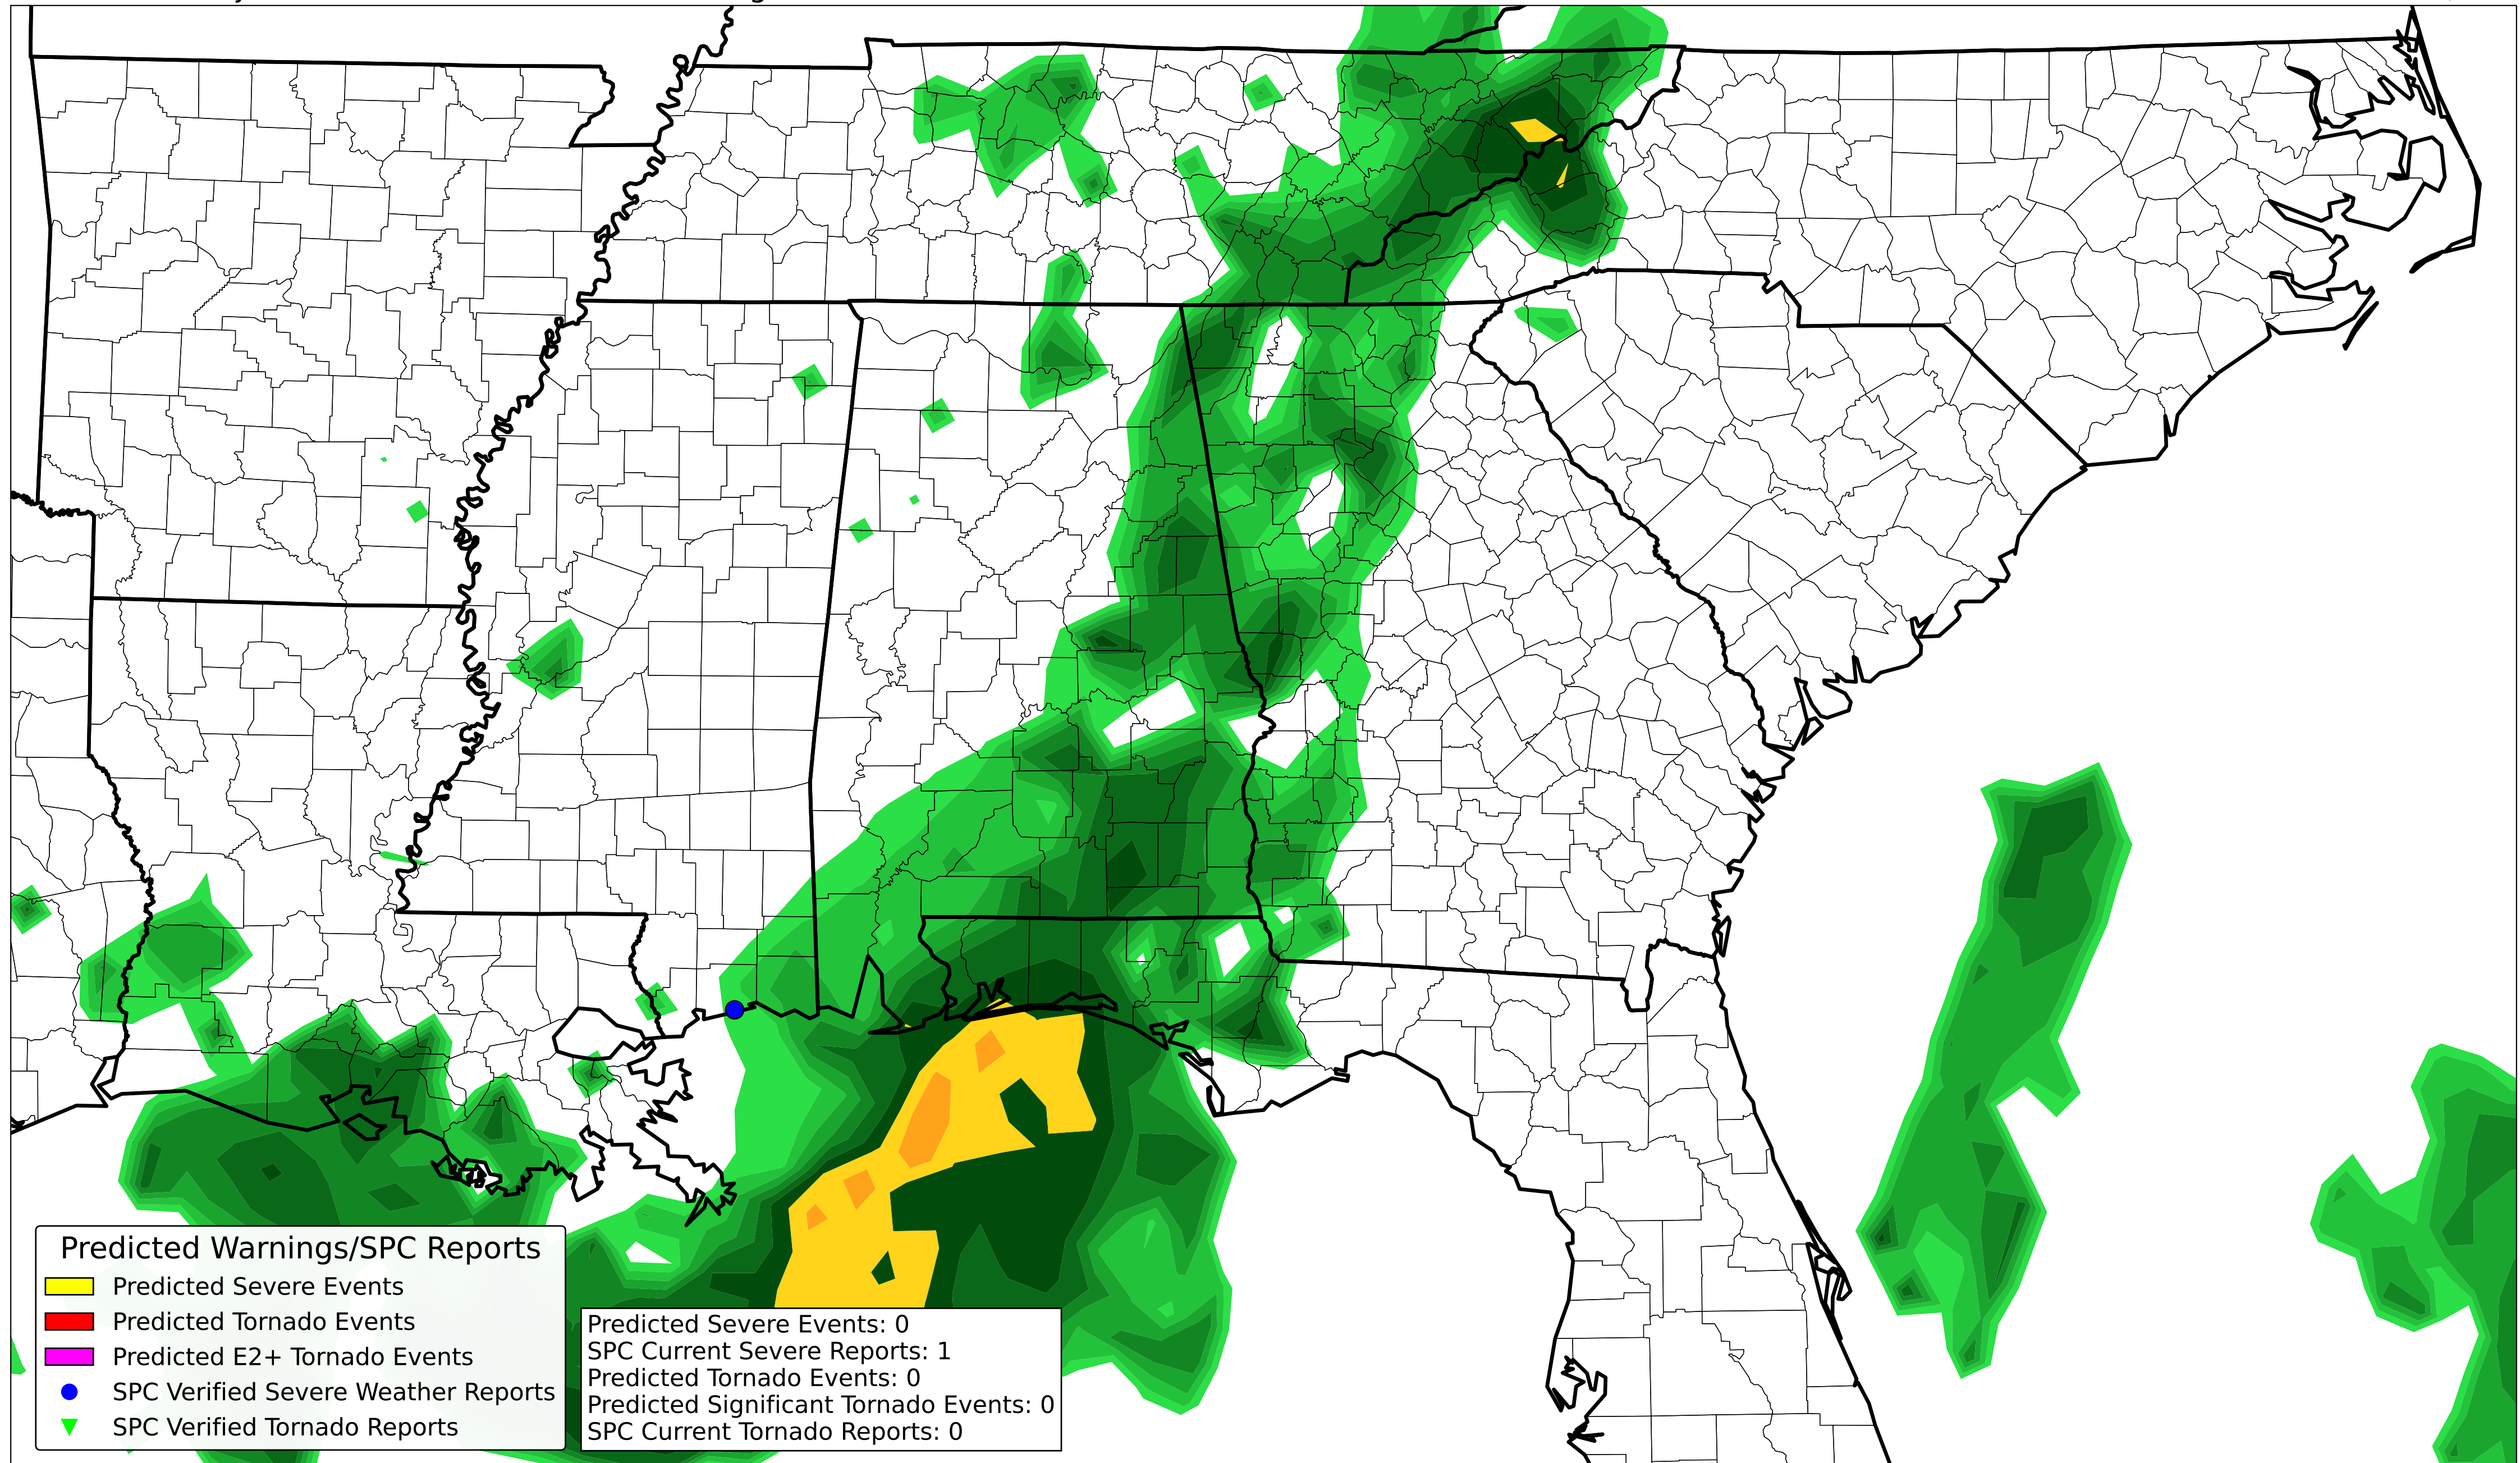 Predicted Warnings/SPC Reports
Predicted Severe Events
Predicted Tornado Events
Predicted E2+ Tornado Events
SPC Verified Severe Weather Reports
SPC Verified Tornado Reports
Predicted Severe Events: 0
SPC Current Severe Reports: 1
Predicted Tornado Events: 0
Predicted Significant Tornado Events: 0
SPC Current Tornado Reports: 0